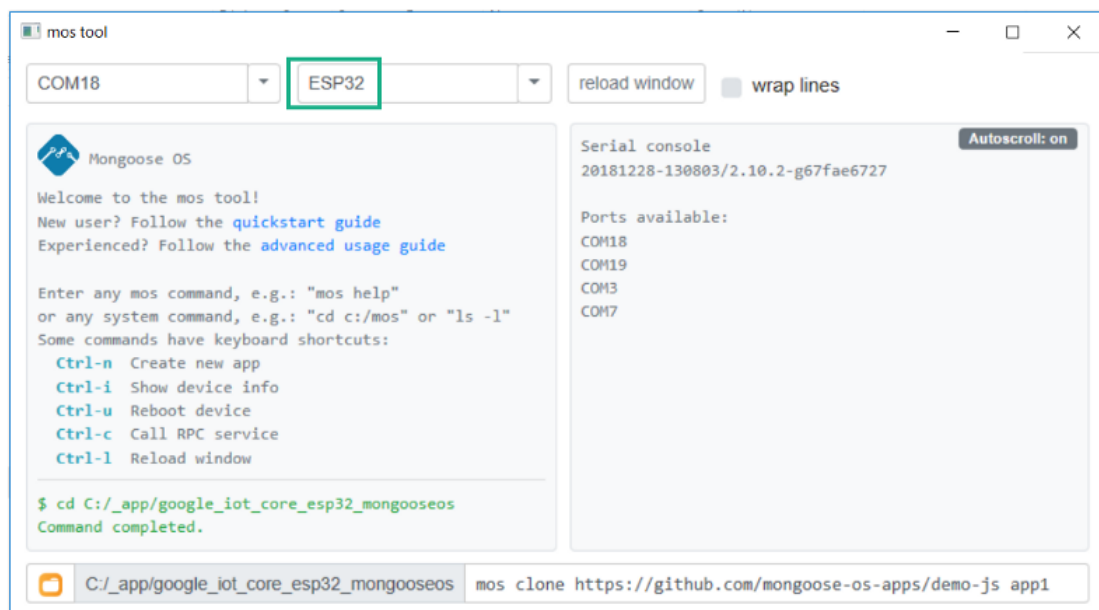 mos tool
COM18
ESP32
reload window
wrap lines
Mongoose OS
Welcome to the mos tool!
New user? Follow the quickstart guide
Experienced? Follow the advanced usage guide
Enter any mos command, e.g.: "mos help"
or any system command, e.g.: "cd c:/mos" or "ls -l"
Some commands have keyboard shortcuts:
Ctrl-n Create new app
Ctrl-i Show device info
Ctrl-u Reboot device
Ctrl-c Call RPC service
Ctrl-l Reload window
$ cd C:/_app/google_iot_core_esp32_mongooseos
Command completed.
Autoscroll: on
Serial console
20181228-130803/2.10.2-g67fae6727
Ports available:
COM18
COM19
COM3
COM7
C:/_app/google_iot_core_esp32_mongooseos
mos clone https://github.com/mongoose-os-apps/demo-js app1